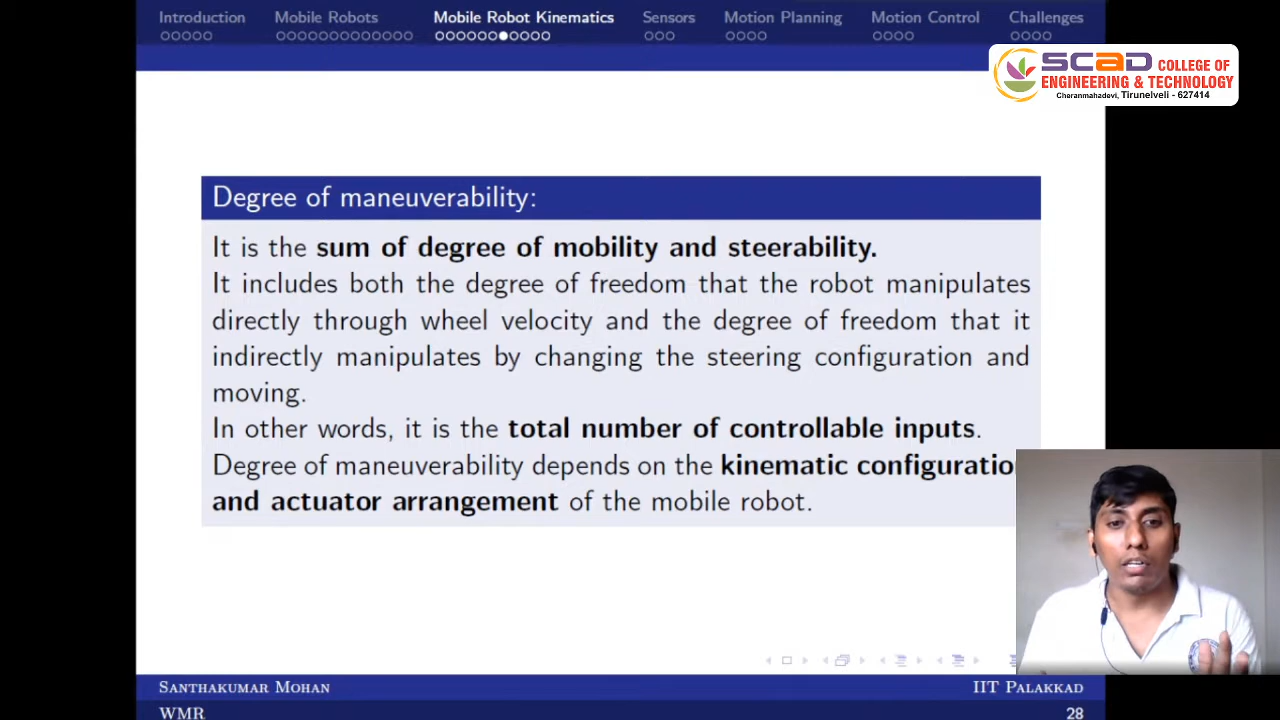 Introduction Mobile Robots Mobile Robot Kinematics Sensors Motion Planning Motion Control Challenges
SCAD COLLEGE OF
ENGINEERING & TECHNOLOGY
Cheranmahadevi, Tirunelveli - 627414
Degree of maneuverability:
It is the sum of degree of mobility and steerability.
It includes both the degree of freedom that the robot manipulates
directly through wheel velocity and the degree of freedom that it
indirectly manipulates by changing the steering configuration and
moving.
In other words, it is the total number of controllable inputs.
Degree of maneuverability depends on the kinematic configuratio
and actuator arrangement of the mobile robot.
Santhakumar Mohan IIT Palakkad
WMR 28